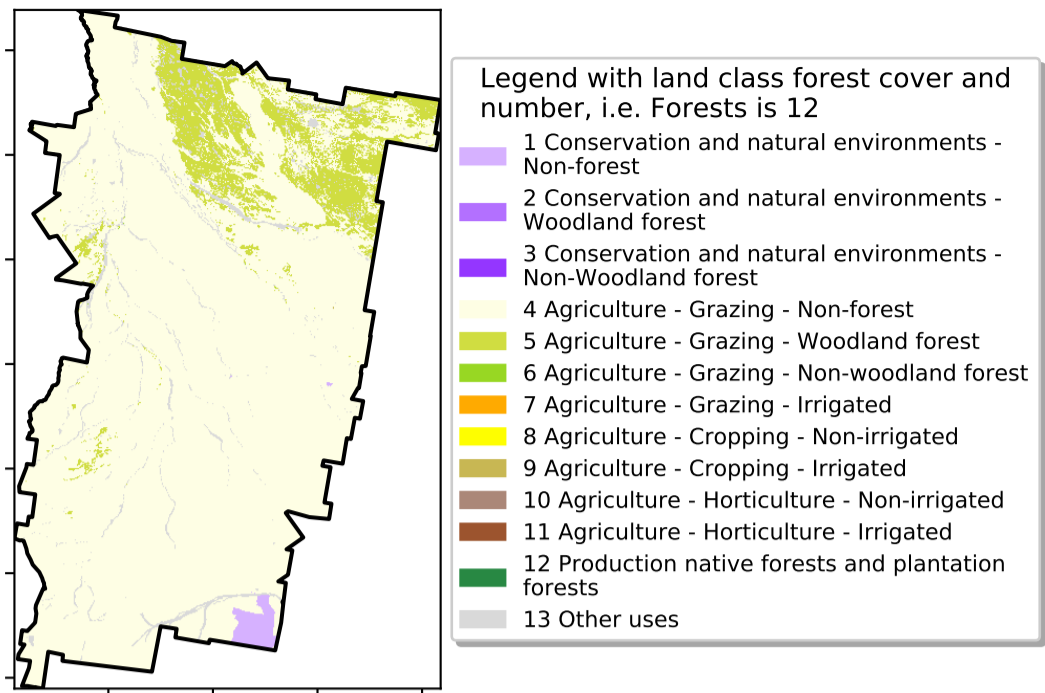 Legend with land class forest cover and
number, i.e. Forests is 12
1 Conservation and natural environments -
Non-forest
2 Conservation and natural environments -
Woodland forest
3 Conservation and natural environments -
Non-Woodland forest
4 Agriculture - Grazing - Non-forest
5 Agriculture - Grazing - Woodland forest
6 Agriculture - Grazing - Non-woodland forest
7 Agriculture - Grazing - Irrigated
8 Agriculture - Cropping - Non-irrigated
9 Agriculture - Cropping - Irrigated
10 Agriculture - Horticulture - Non-irrigated
11 Agriculture - Horticulture - Irrigated
12 Production native forests and plantation
forests
13 Other uses